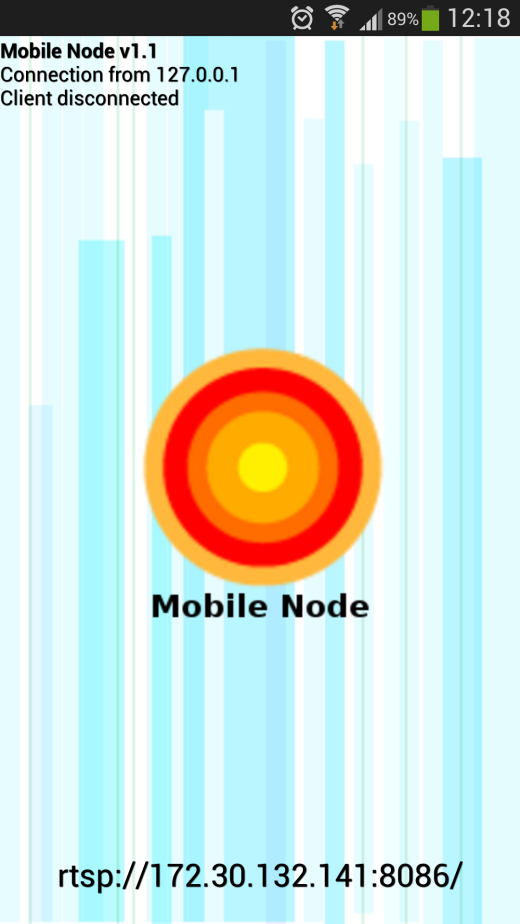 89% 12:18
Mobile Node v1.1
Connection from 127.0.0.1
Client disconnected
Mobile Node
rtsp://172.30.132.141:8086/